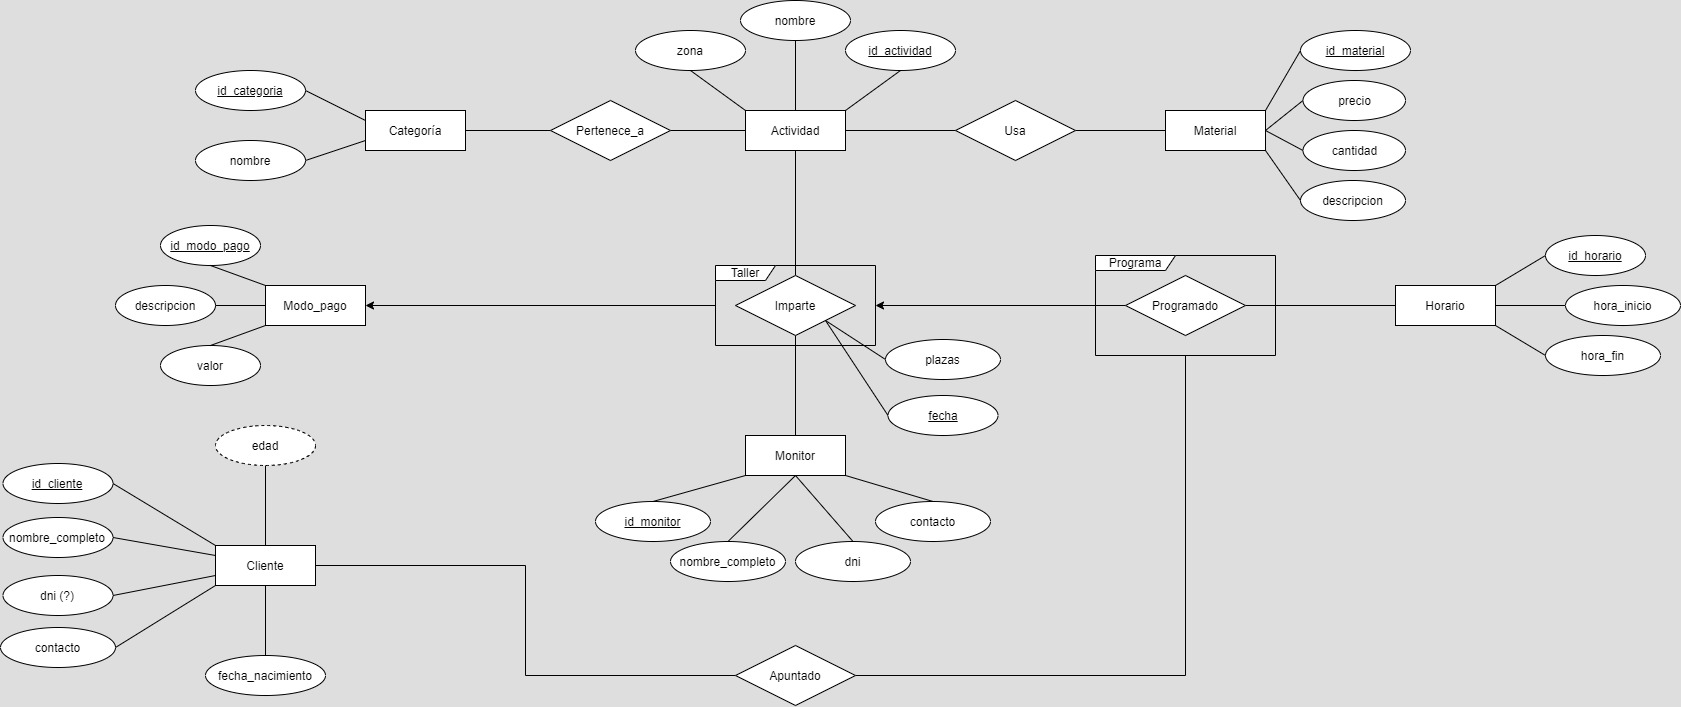 nombre
zona
id_actividad
id_material
id_categoria
precio
Categoría
Pertenece_a
Actividad
Usa
Material
cantidad
nombre
descripcion
id_modo_pago
Taller
Programa
id_horario
descripcion
Modo_pago
Imparte
Programado
Horario
hora_inicio
valor
plazas
hora_fin
fecha
edad
Monitor
id_cliente
id_monitor
contacto
nombre_completo
nombre_completo
dni
Cliente
dni (?)
contacto
fecha_nacimiento
Apuntado